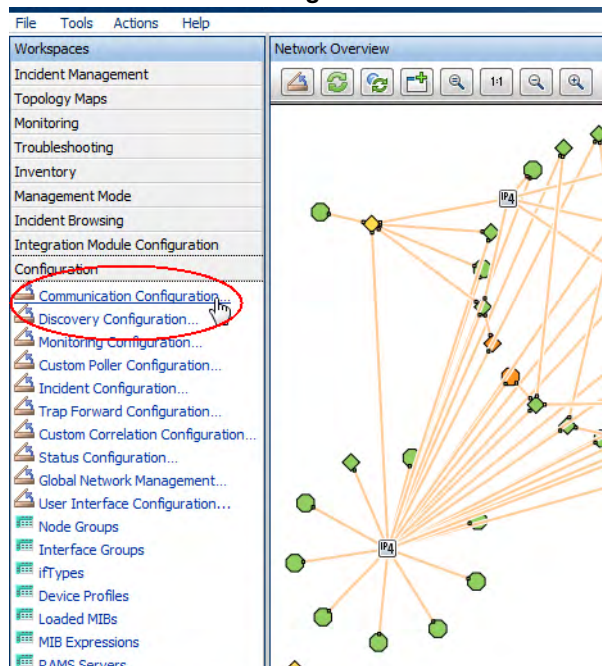 File Tools Actions Help
Workspaces
Network Overview
Incident Management
Topology Maps
Monitoring
Troubleshooting
Inventory
Management Mode
Incident Browsing
Integration Module Configuration
Configuration
Communication Configuration...
Discovery Configuration...
Monitoring Configuration...
Custom Poller Configuration...
Incident Configuration...
Trap Forward Configuration...
Custom Correlation Configuration...
Status Configuration...
Global Network Management...
User Interface Configuration...
Node Groups
Interface Groups
ifTypes
Device Profiles
Loaded MIBs
MIB Expressions
RAMS Servers
1:1
IP4
IP4